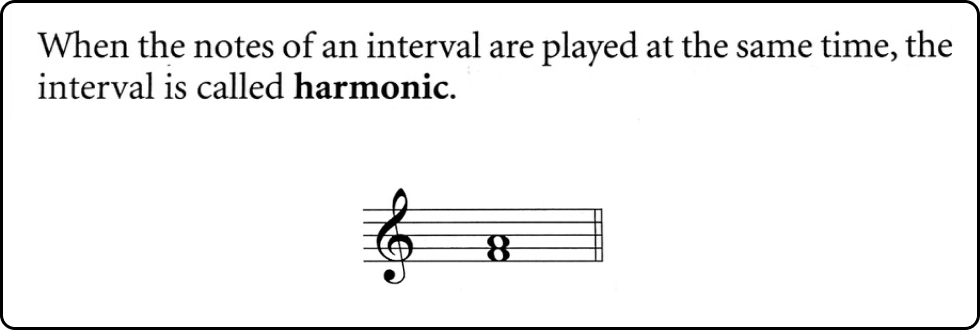 When the notes of an interval are played at the same time, the
interval is called harmonic.